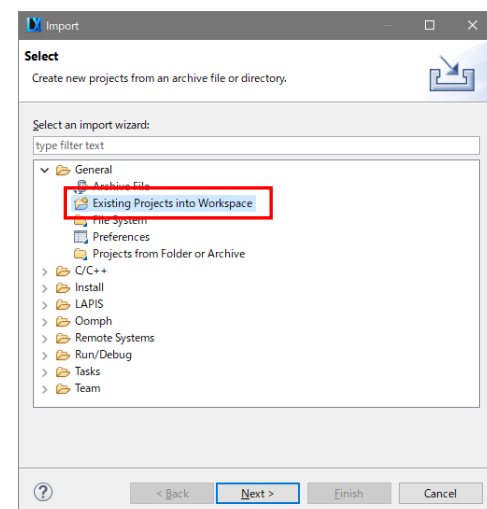 Import
Select
Create new projects from an archive file or directory.
Select an import wizard:
type filter text
General
Archive File
Existing Projects into Workspace
File System
Preferences
Projects from Folder or Archive
C/C++
Install
LAPIS
Oomph
Remote Systems
Run/Debug
Tasks
Team
?
< Back Next > Finish Cancel